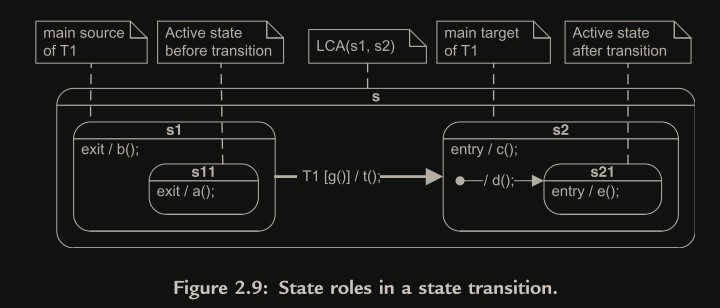 main source
of T1
Active state
before transition
LCA(s1, s2)
main target
of T1
Active state
after transition
s
s1
exit / b();
s11
exit / a();
T1 [g()] / t();
s2
entry / c();
/ d();
s21
entry / e();
Figure 2.9: State roles in a state transition.